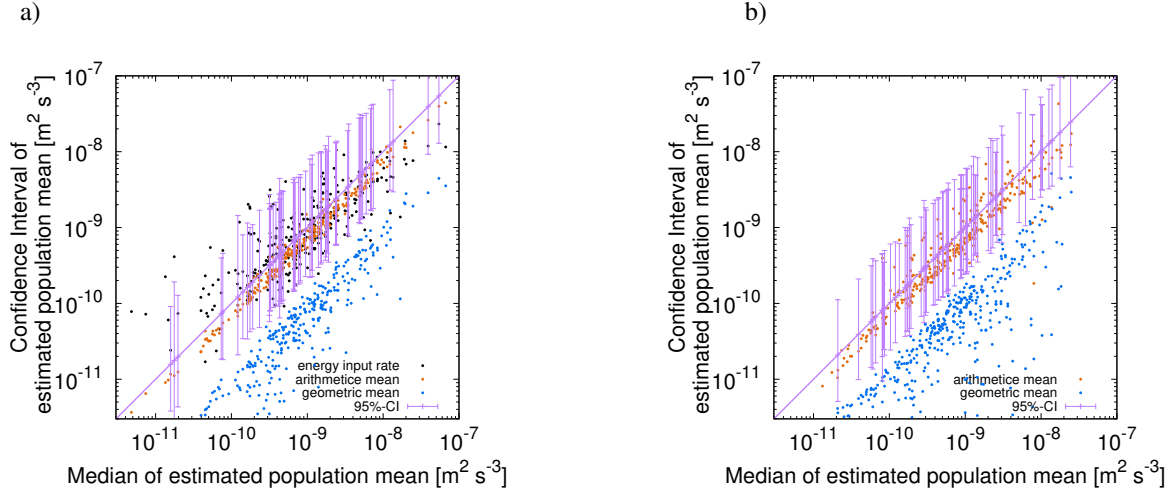 a)
Confidence Interval of
estimated population mean [m² s⁻³]
10⁻⁷
10⁻⁸
10⁻⁹
10⁻¹⁰
10⁻¹¹
energy input rate
arithmetice mean
geometric mean
95%-CI
10⁻¹¹ 10⁻¹⁰ 10⁻⁹ 10⁻⁸ 10⁻⁷
Median of estimated population mean [m² s⁻³]
b)
Confidence Interval of
estimated population mean [m² s⁻³]
10⁻⁷
10⁻⁸
10⁻⁹
10⁻¹⁰
10⁻¹¹
arithmetice mean
geometric mean
95%-CI
10⁻¹¹ 10⁻¹⁰ 10⁻⁹ 10⁻⁸ 10⁻⁷
Median of estimated population mean [m² s⁻³]